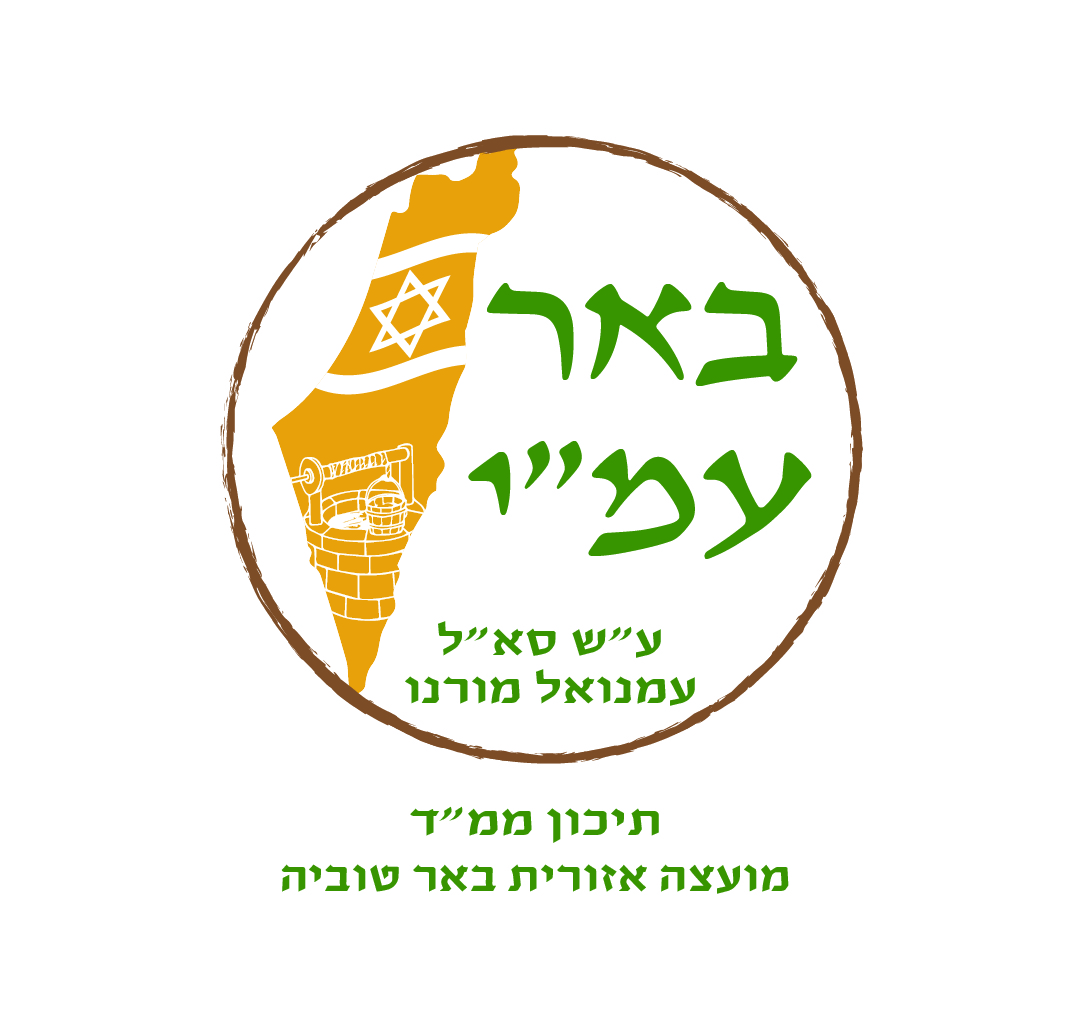 באר
עמ״י
ע״ש סא״ל
עמנואל מורנו
תיכון ממ״ד
מועצה אזורית באר טוביה